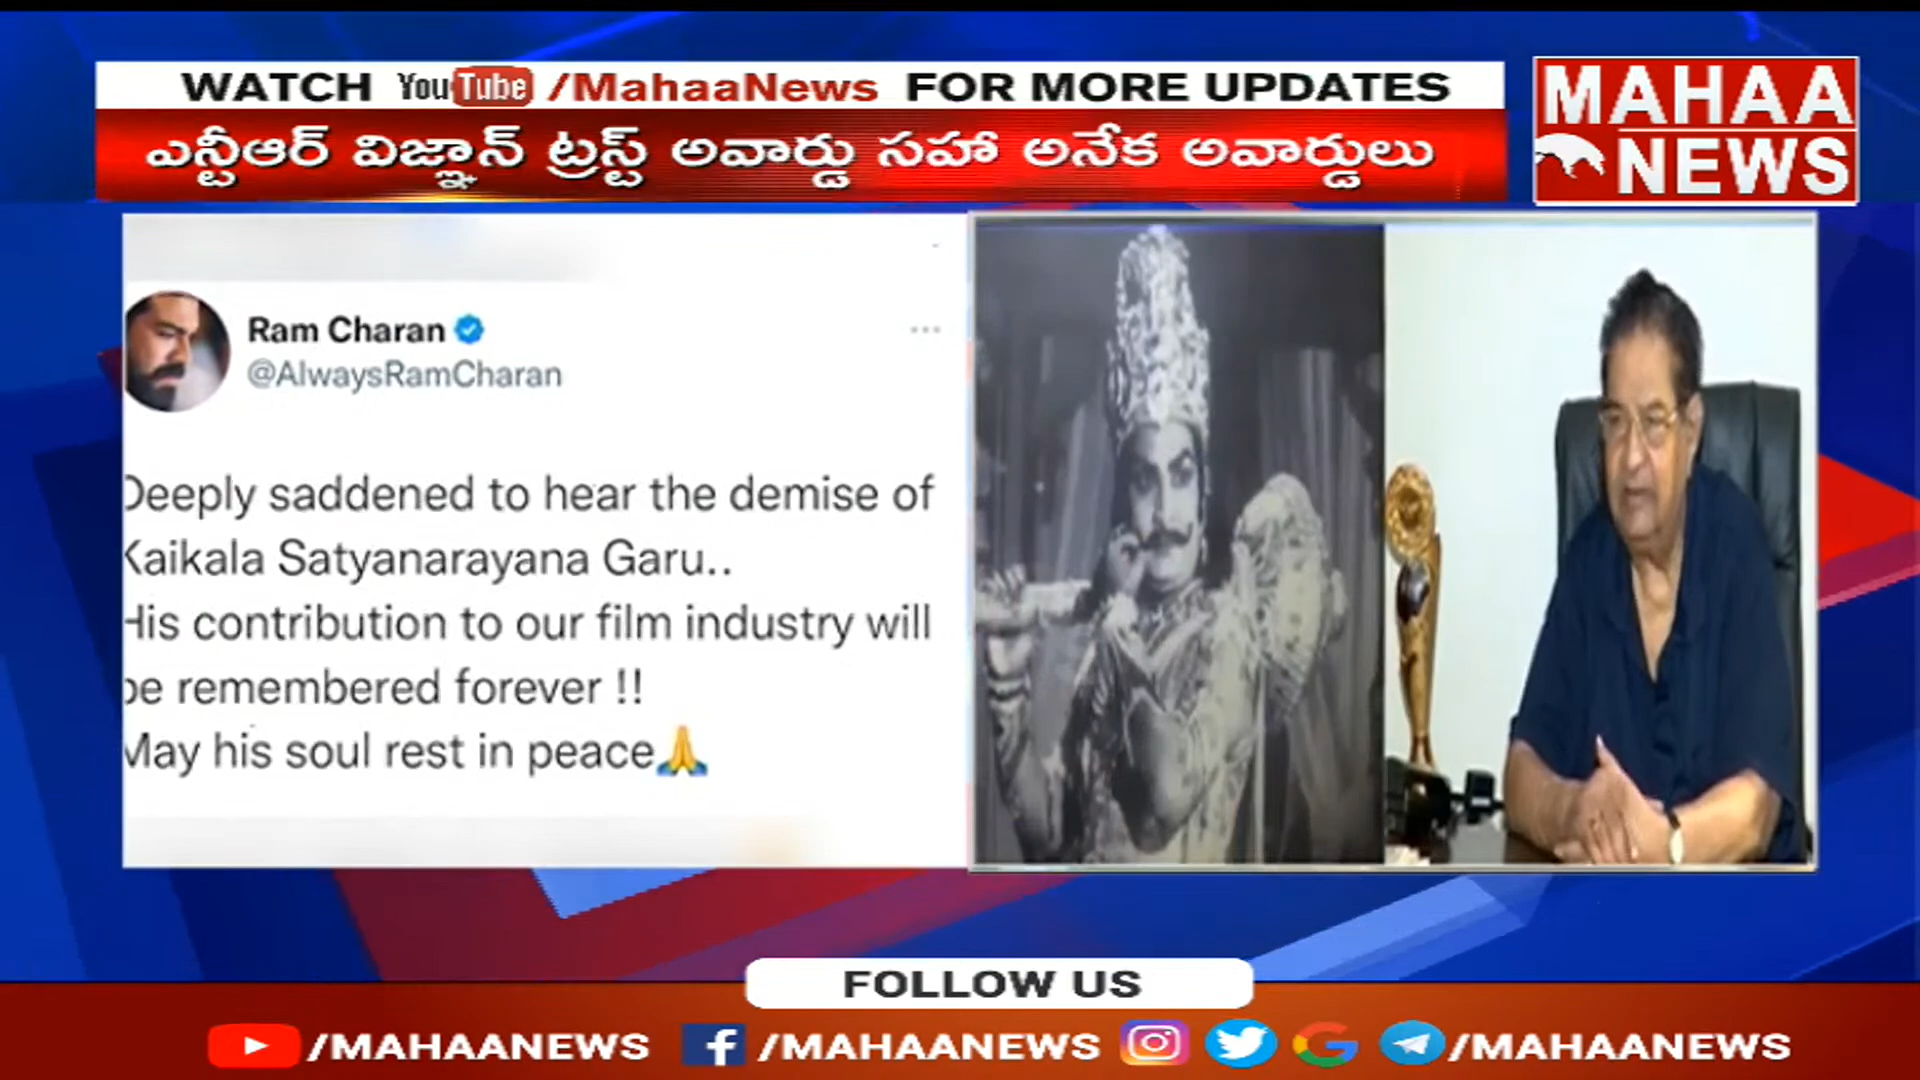 WATCH YouTube /MahaaNews FOR MORE UPDATES
ఎన్టీఆర్ విజ్ఞాన్ ట్రస్ట్ అవార్డు సహా అనేక అవార్డులు
MAHAA
NEWS
Ram Charan
@AlwaysRamCharan
Deeply saddened to hear the demise of
Kaikala Satyanarayana Garu..
His contribution to our film industry will
be remembered forever !!
May his soul rest in peace🙏
FOLLOW US
/MAHAANEWS /MAHAANEWS /MAHAANEWS